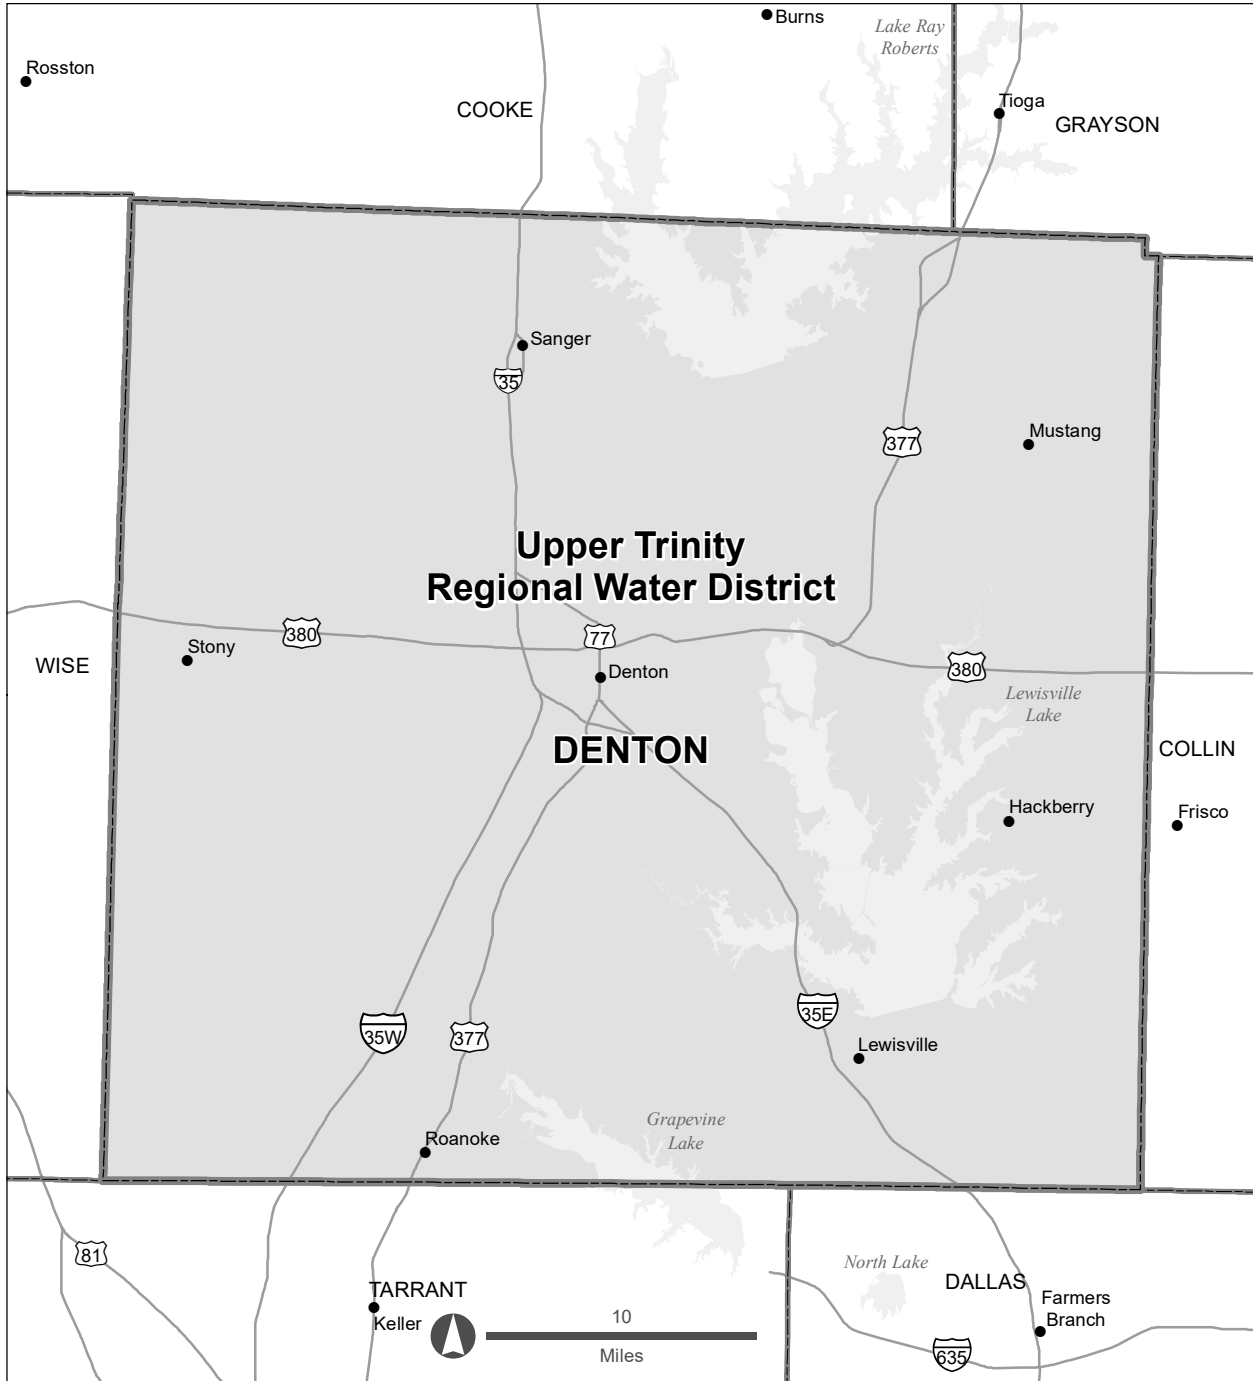 Burns
Lake Ray
Roberts
Rosston
COOKE
Tioga
GRAYSON
Sanger
35
377
Mustang
Upper Trinity
Regional Water District
380
77
Stony
WISE
Denton
380
Lewisville
Lake
DENTON
COLLIN
Hackberry
Frisco
35E
35W
377
Lewisville
Grapevine
Lake
Roanoke
81
North Lake
DALLAS
TARRANT
Keller
10
Miles
Farmers
Branch
635